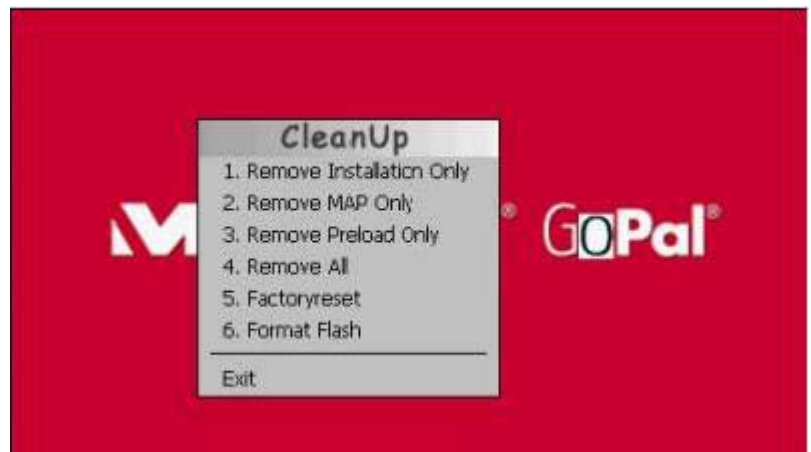 CleanUp
1. Remove Installation Only
2. Remove MAP Only
3. Remove Preload Only
4. Remove All
5. Factoryreset
6. Format Flash
Exit
M ® GoPal®